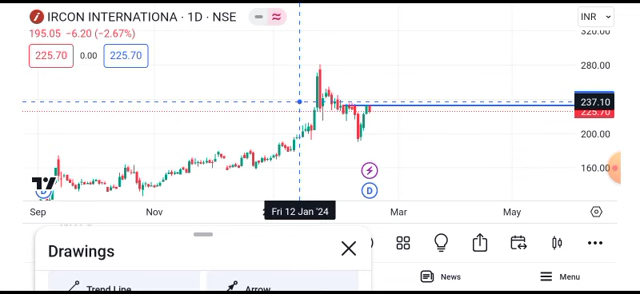 IRCON INTERNATIONA · 1D · NSE
195.05 −6.20 (−2.67%)
225.70 0.00 225.70
INR
320.00
280.00
237.10
225.70
200.00
160.00
D
D
Sep Nov Fri 12 Jan '24 Mar May
Drawings
Trend Line Arrow
News Menu